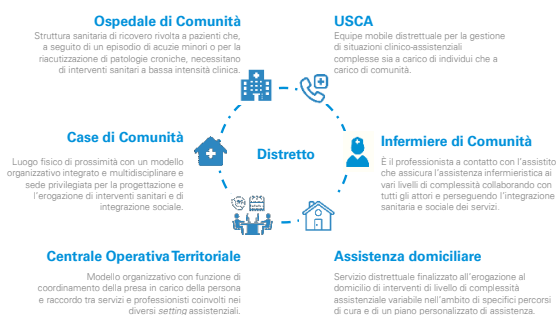 Ospedale di Comunità
Struttura sanitaria di ricovero rivolta a pazienti che,
a seguito di un episodio di acuzie minori o per la
riacutizzazione di patologie croniche, necessitano
di interventi sanitari a bassa intensità clinica.
USCA
Equipe mobile distrettuale per la gestione
di situazioni clinico-assistenziali
complesse sia a carico di individui che a
carico di comunità.
Case di Comunità
Luogo fisico di prossimità con un modello
organizzativo integrato e multidisciplinare e
sede privilegiata per la progettazione e
l'erogazione di interventi sanitari e di
integrazione sociale.
Distretto
Infermiere di Comunità
È il professionista a contatto con l'assistito
che assicura l'assistenza infermieristica ai
vari livelli di complessità collaborando con
tutti gli attori e perseguendo l'integrazione
sanitaria e sociale dei servizi.
Centrale Operativa Territoriale
Modello organizzativo con funzione di
coordinamento della presa in carico della persona
e raccordo tra servizi e professionisti coinvolti nei
diversi setting assistenziali.
Assistenza domiciliare
Servizio distrettuale finalizzato all'erogazione al
domicilio di interventi di livello di complessità
assistenziale variabile nell'ambito di specifici percorsi
di cura e di un piano personalizzato di assistenza.